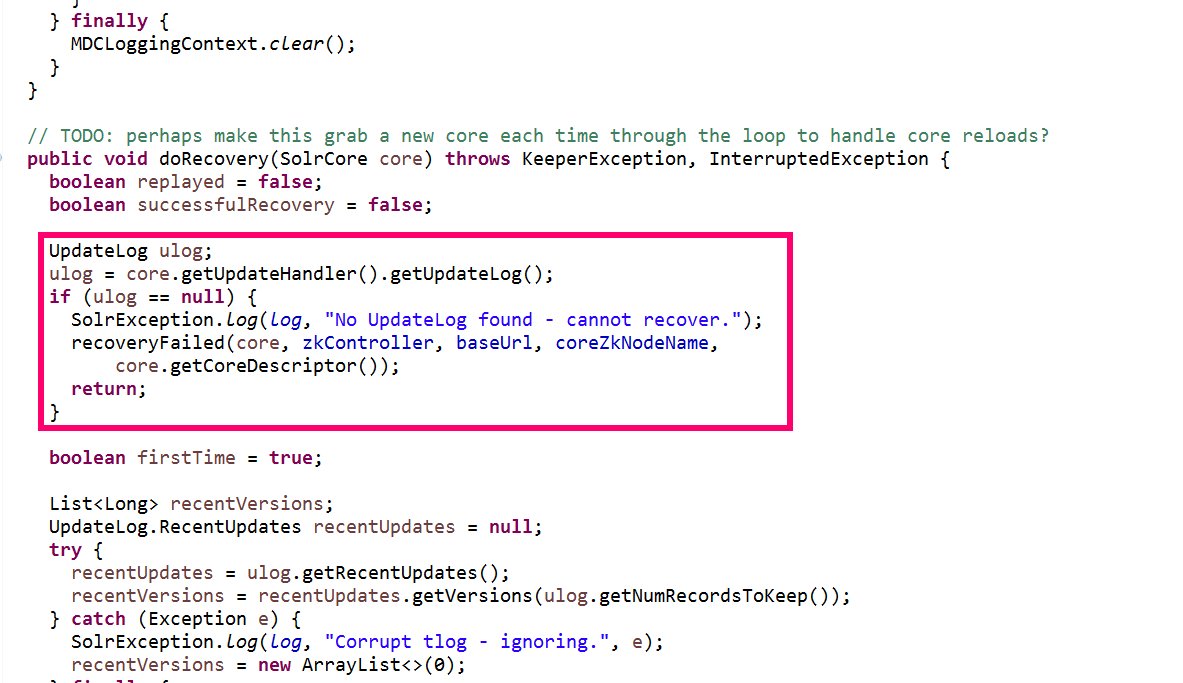 } finally {
MDCLoggingContext.clear();
}
}
// TODO: perhaps make this grab a new core each time through the loop to handle core reloads?
public void doRecovery(SolrCore core) throws KeeperException, InterruptedException {
boolean replayed = false;
boolean successfulRecovery = false;
UpdateLog ulog;
ulog = core.getUpdateHandler().getUpdateLog();
if (ulog == null) {
SolrException.log(log, "No UpdateLog found - cannot recover.");
recoveryFailed(core, zkController, baseUrl, coreZkNodeName,
core.getCoreDescriptor());
return;
}
boolean firstTime = true;
List<Long> recentVersions;
UpdateLog.RecentUpdates recentUpdates = null;
try {
recentUpdates = ulog.getRecentUpdates();
recentVersions = recentUpdates.getVersions(ulog.getNumRecordsToKeep());
} catch (Exception e) {
SolrException.log(log, "Corrupt tlog - ignoring.", e);
recentVersions = new ArrayList<>(0);